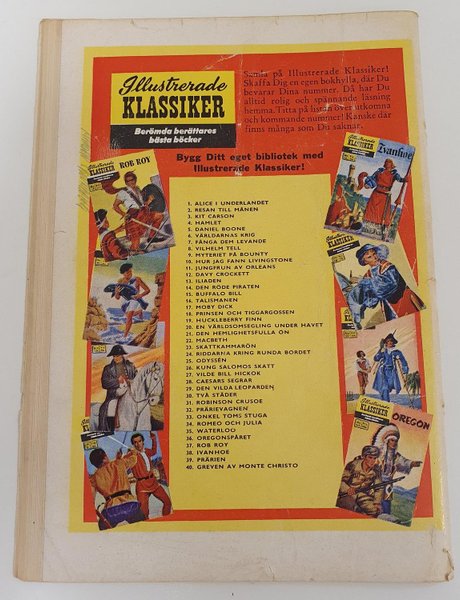 Illustrerade
KLASSIKER
Berömda berättares
bästa böcker
Samla på Illustrerade Klassiker!
Skaffa Dig en egen bokhylla, där Du
bevarar Dina nummer. Då har Du
alltid rolig och spännande läsning
hemma. Titta på listan över utkomna
och kommande nummer! Kanske där
finns många som Du saknar.
Bygg Ditt eget bibliotek med
Illustrerade Klassiker!
1. ALICE I UNDERLANDET
2. RESAN TILL MÅNEN
3. KIT CARSON
4. HAMLET
5. DANIEL BOONE
6. VÄRLDARNAS KRIG
7. FÅNGA DEM LEVANDE
8. VILHELM TELL
9. MYTERIET PÅ BOUNTY
10. HUR JAG FANN LIVINGSTONE
11. JUNGFRUN AV ORLEANS
12. DAVY CROCKETT
13. ILIADEN
14. DEN RÖDE PIRATEN
15. BUFFALO BILL
16. TALISMANEN
17. MOBY DICK
18. PRINSEN OCH TIGGARGOSSEN
19. HUCKLEBERRY FINN
20. EN VÄRLDSOMSEGLING UNDER HAVET
21. DEN HEMLIGHETSFULLA ÖN
22. MACBETH
23. SKATTKAMMARÖN
24. RIDDARNA KRING RUNDA BORDET
25. ODYSSÉN
26. KUNG SALOMOS SKATT
27. VILDE BILL HICKOK
28. CAESARS SEGRAR
29. DEN VILDA LEOPARDEN
30. TVÅ STÄDER
31. ROBINSON CRUSOE
32. PRÄRIEVAGNEN
33. ONKEL TOMS STUGA
34. ROMEO OCH JULIA
35. WATERLOO
36. OREGONSPÅRET
37. ROB ROY
38. IVANHOE
39. PRÄRIEN
40. GREVEN AV MONTE CHRISTO
Illustrerade
KLASSIKER
ROB ROY
Illustrerade
KLASSIKER
Ivanhoe
Illustrerade
KLASSIKER
OREGON